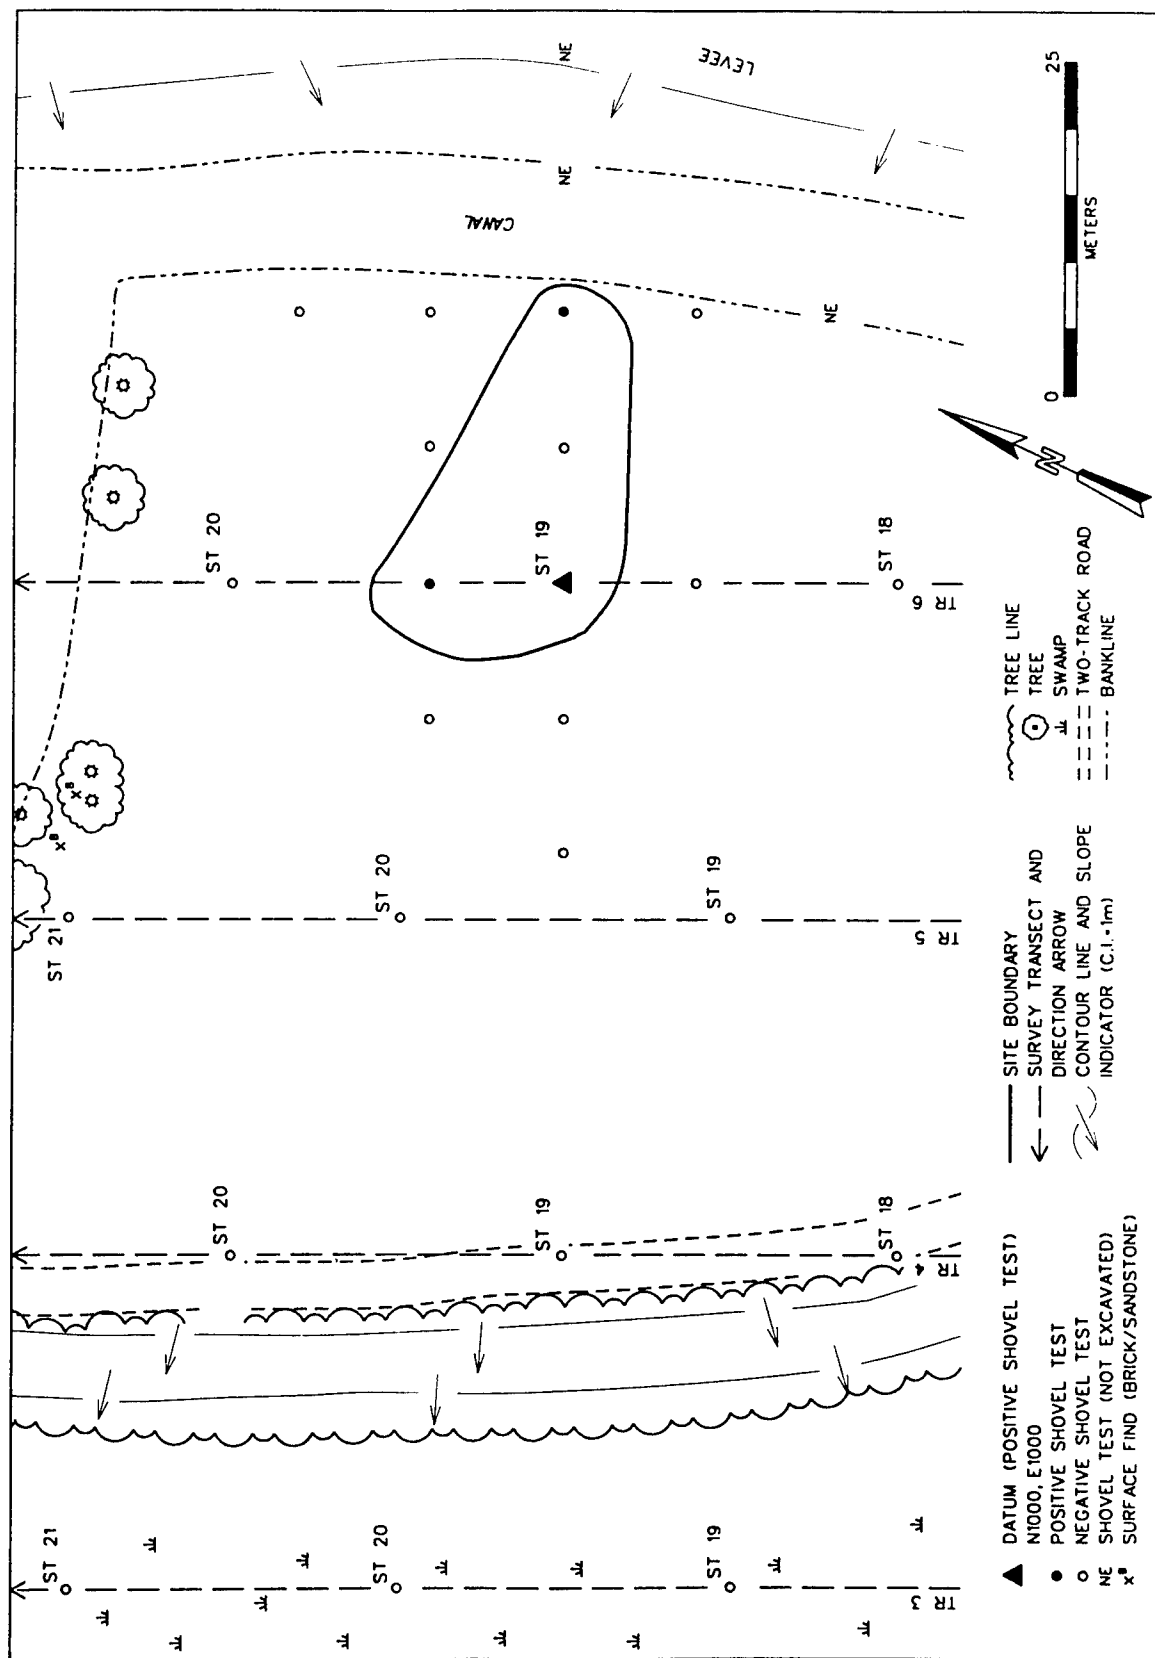 LEVEE
NE
CANAL
NE
NE
ST 20
ST 19
ST 18
TR 6
ST 21
ST 20
ST 19
TR 5
ST 20
ST 19
ST 18
TR 4
ST 21
ST 20
ST 19
TR 3
xᴮ
xᴮ
▲ DATUM (POSITIVE SHOVEL TEST)
N1000, E1000
● POSITIVE SHOVEL TEST
○ NEGATIVE SHOVEL TEST
NE SHOVEL TEST (NOT EXCAVATED)
xᴮ SURFACE FIND (BRICK/SANDSTONE)
SITE BOUNDARY
SURVEY TRANSECT AND
DIRECTION ARROW
CONTOUR LINE AND SLOPE
INDICATOR (C.I.=1m)
TREE LINE
TREE
SWAMP
TWO-TRACK ROAD
BANKLINE
N
0 25
METERS